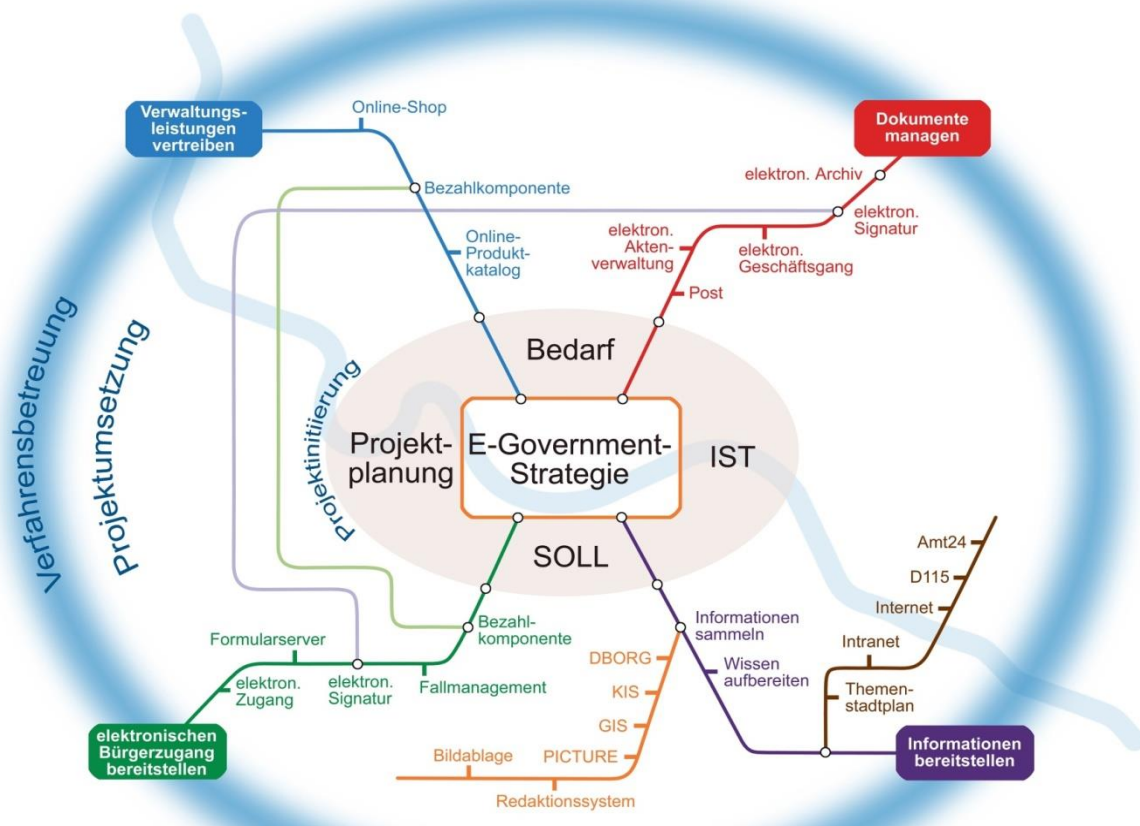 Verwaltungs-
leistungen
vertreiben
Online-Shop
Bezahlkomponente
Online-
Produkt-
katalog
Dokumente
managen
elektron. Archiv
elektron.
Signatur
elektron.
Akten-
verwaltung
elektron.
Geschäftsgang
Post
Verfahrensbetreuung
Projektumsetzung
Projektinitiierung
Bedarf
Projekt-
planung
E-Government-
Strategie
IST
SOLL
Bezahl-
komponente
Formularserver
elektron.
Zugang
elektron.
Signatur
Fallmanagement
elektronischen
Bürgerzugang
bereitstellen
Informationen
sammeln
Wissen
aufbereiten
DBORG
KIS
GIS
PICTURE
Bildablage
Redaktionssystem
Amt24
D115
Internet
Intranet
Themen-
stadtplan
Informationen
bereitstellen